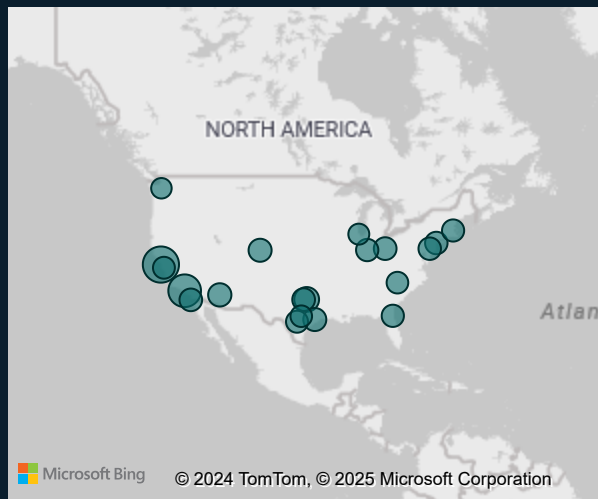 NORTH AMERICA
Atlan
Microsoft Bing
© 2024 TomTom, © 2025 Microsoft Corporation